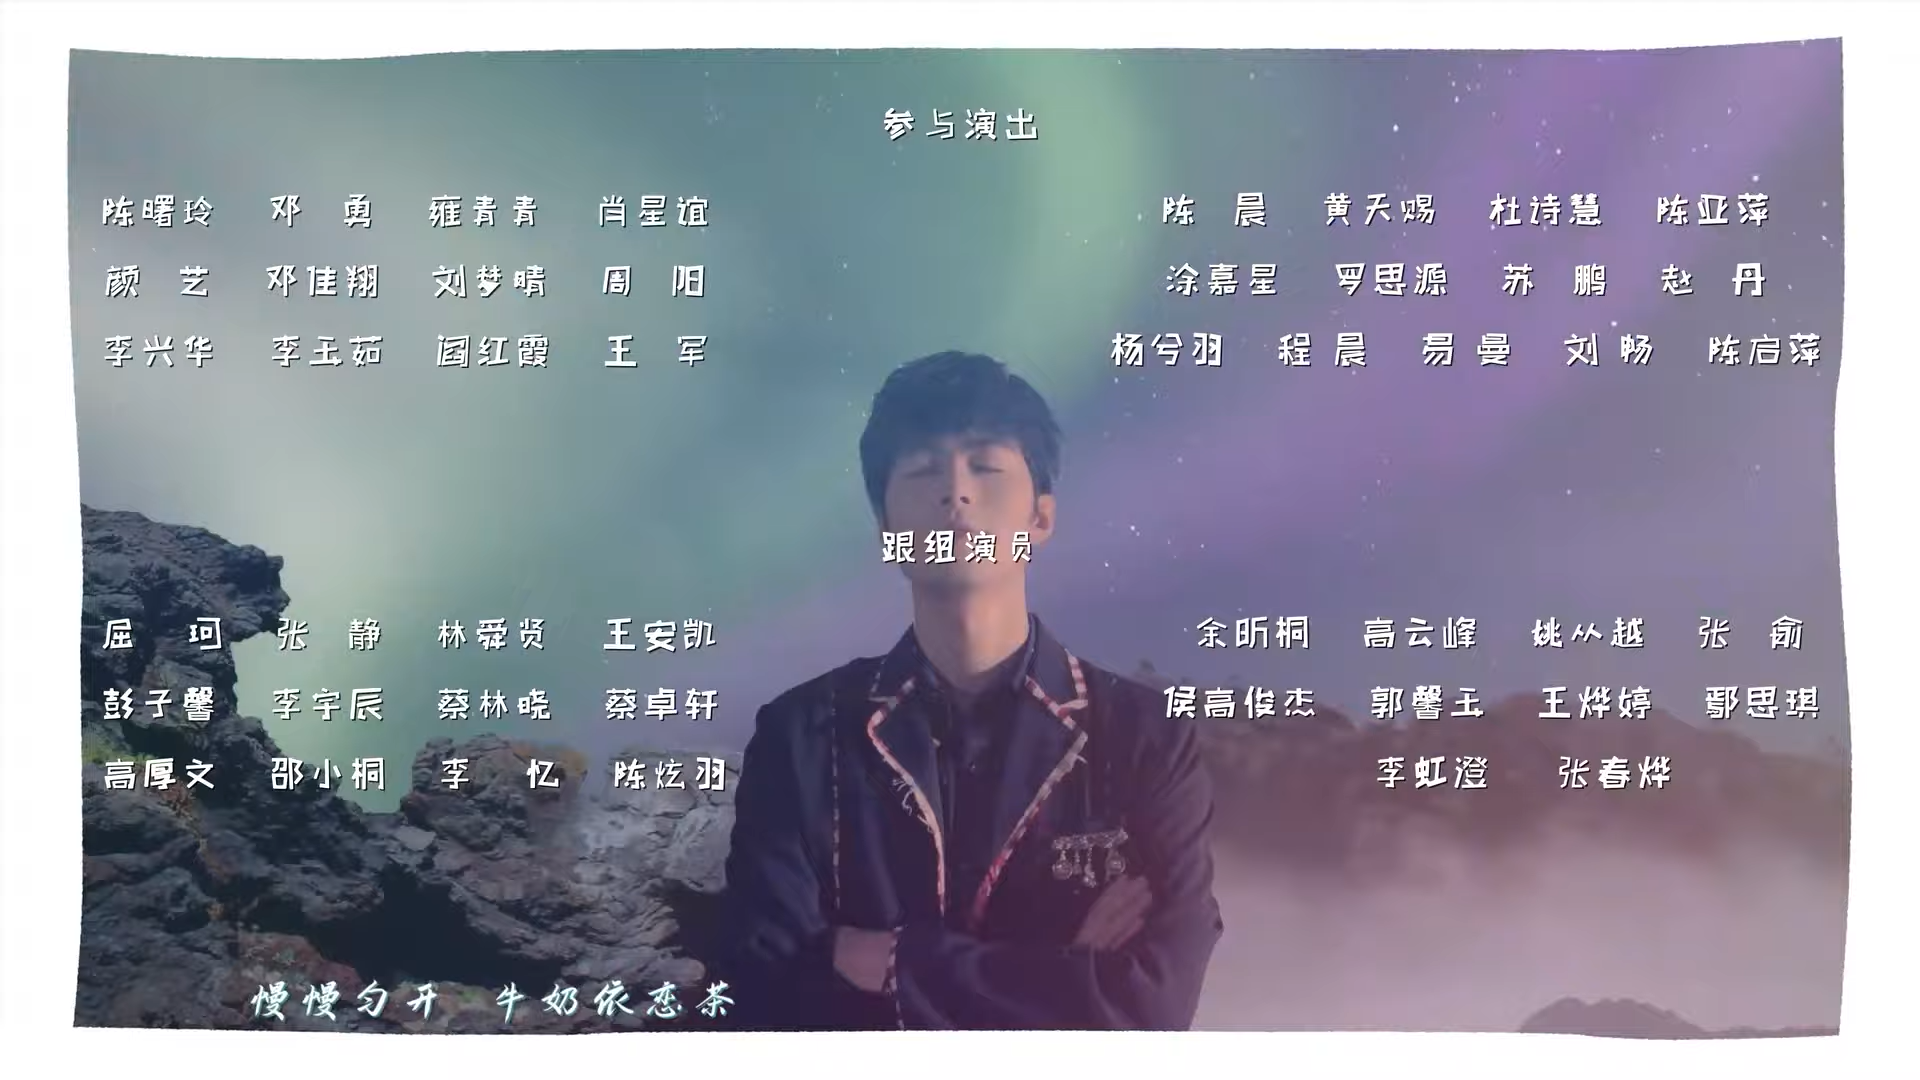 参与演出
陈曙玲 邓勇 雍青青 肖星谊 陈晨 黄天赐 杜诗慧 陈亚萍
颜艺 邓佳翔 刘梦晴 周阳 涂嘉星 罗思源 苏鹏 赵丹
李兴华 李玉茹 阎红霞 王军 杨兮羽 程晨 易曼 刘畅 陈启萍
跟组演员
屈珂 张静 林舜贤 王安凯 余昕桐 高云峰 姚从越 张俞
彭子馨 李宇辰 蔡林晓 蔡卓轩 侯高俊杰 郭馨玉 王烨婷 鄢思琪
高厚文 邵小桐 李忆 陈炫羽 李虹澄 张春烨
慢慢匀开 牛奶依恋茶